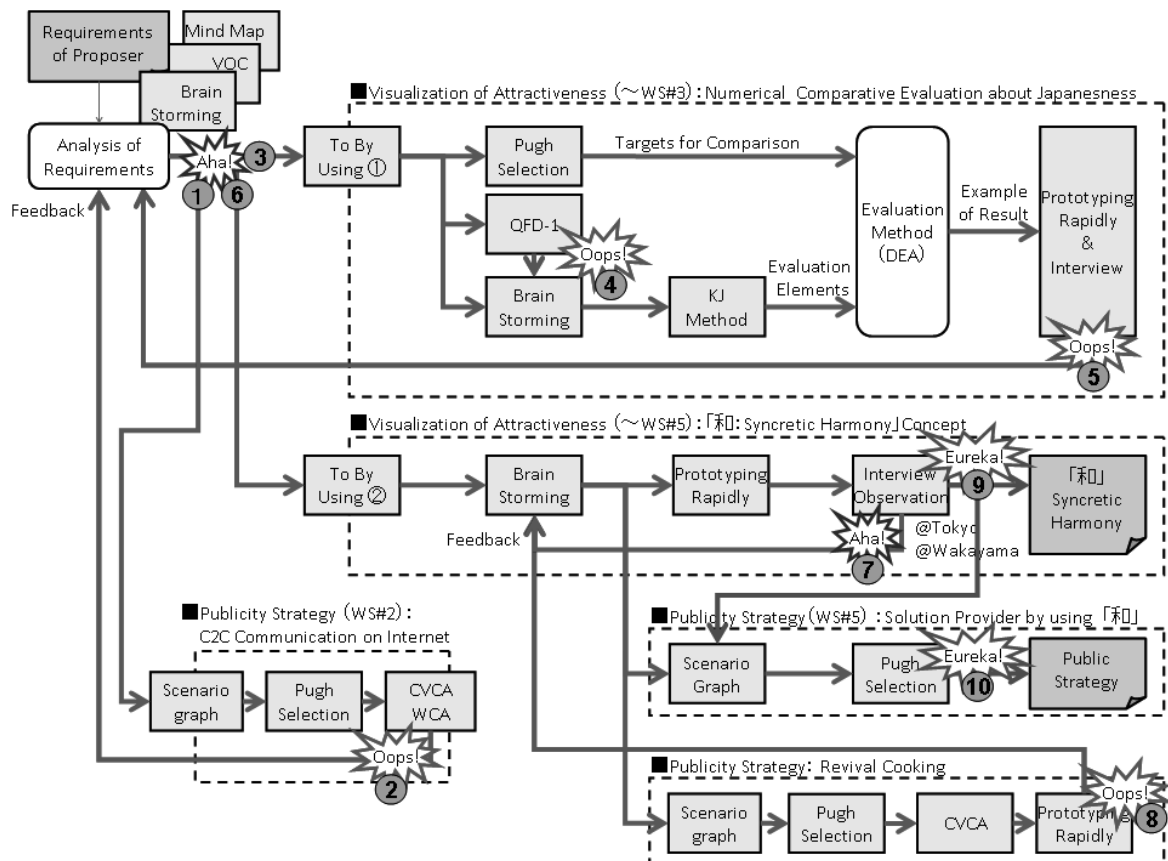 Requirements
of Proposer
Mind Map
VOC
Brain
Storming
Analysis of
Requirements
Aha!
3
1
6
Feedback
■Visualization of Attractiveness (～WS#3): Numerical Comparative Evaluation about Japanesness
To By
Using ①
Pugh
Selection
Targets for Comparison
QFD-1
Oops!
4
Brain
Storming
KJ
Method
Evaluation
Elements
Evaluation
Method
(DEA)
Example
of Result
Prototyping
Rapidly
&
Interview
Oops!
5
■Visualization of Attractiveness (～WS#5):「和: Syncretic Harmony」Concept
To By
Using ②
Brain
Storming
Prototyping
Rapidly
Interview
Observation
Eureka!
9
「和」
Syncretic
Harmony
Feedback
Aha!
7
@Tokyo
@Wakayama
■Publicity Strategy (WS#2):
C2C Communication on Internet
Scenario
graph
Pugh
Selection
CVCA
WCA
Oops!
2
■Publicity Strategy(WS#5): Solution Provider by using 「和」
Scenario
Graph
Pugh
Selection
Eureka!
10
Public
Strategy
■Publicity Strategy: Revival Cooking
Scenario
graph
Pugh
Selection
CVCA
Prototyping
Rapidly
Oops!
8